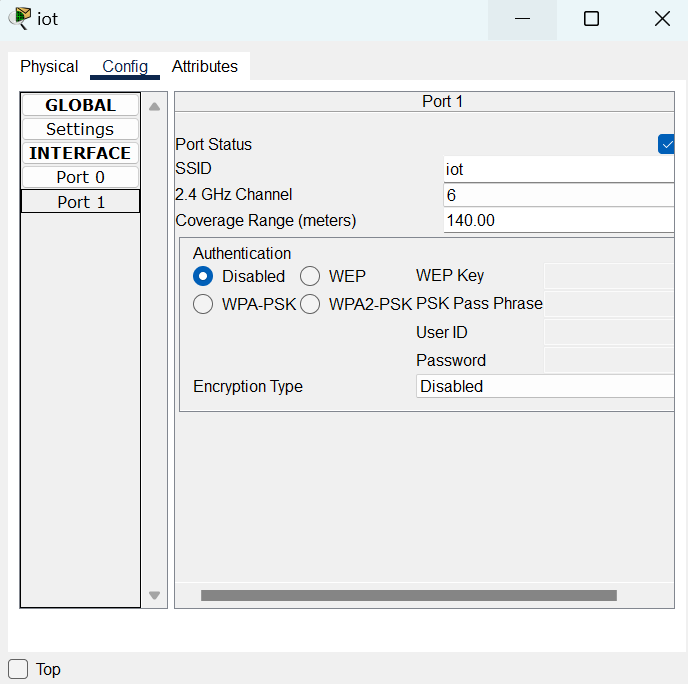 iot
Physical Config Attributes
GLOBAL
Settings
INTERFACE
Port 0
Port 1
Port 1
Port Status
SSID iot
2.4 GHz Channel 6
Coverage Range (meters) 140.00
Authentication
Disabled WEP WEP Key
WPA-PSK WPA2-PSK PSK Pass Phrase
User ID
Password
Encryption Type Disabled
Top